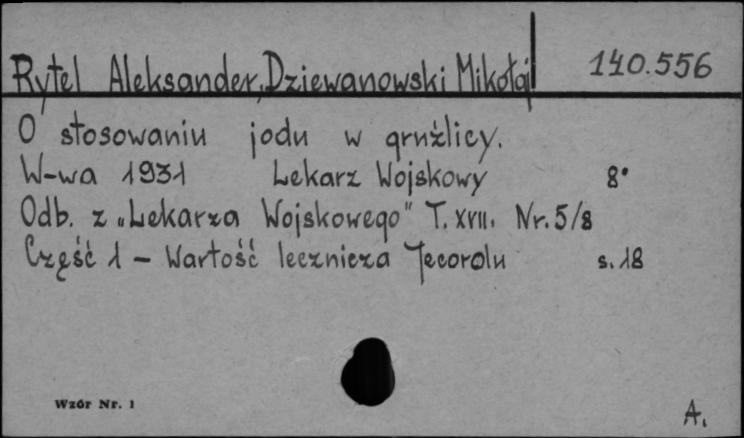 Rytel Aleksander, Dziewanowski Mikołaj 140.556
O stosowaniu jodu w gruźlicy.
W-wa 1931 Lekarz Wojskowy 8°
Odb. z „Lekarza Wojskowego" T. XVII. Nr. 5/8
Część 1 – Wartość lecznicza Jecorolu s. 18
Wzór Nr. 1
A.